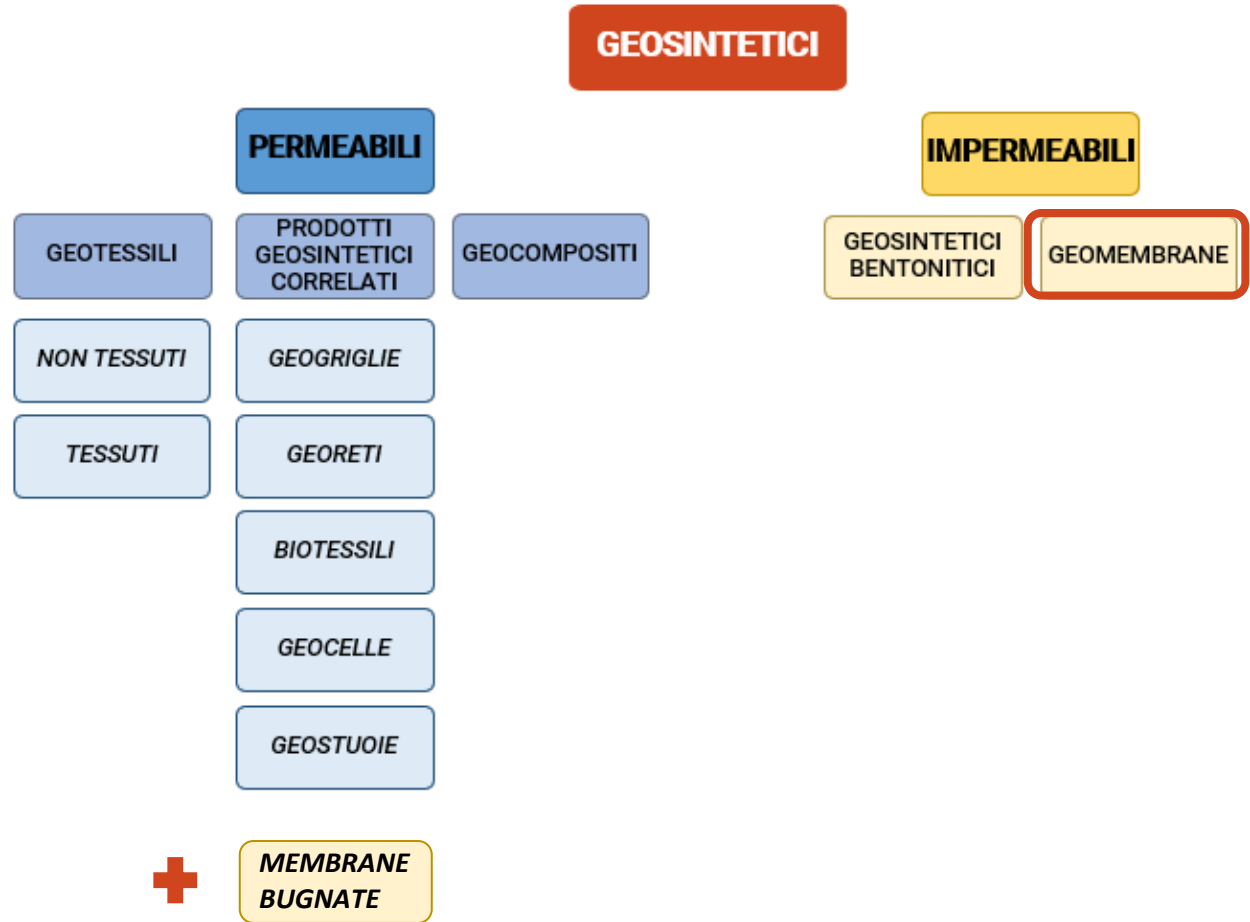 GEOSINTETICI
PERMEABILI
IMPERMEABILI
GEOTESSILI
PRODOTTI
GEOSINTETICI
CORRELATI
GEOCOMPOSITI
GEOSINTETICI
BENTONITICI
GEOMEMBRANE
NON TESSUTI
GEOGRIGLIE
TESSUTI
GEORETI
BIOTESSILI
GEOCELLE
GEOSTUOIE
MEMBRANE
BUGNATE